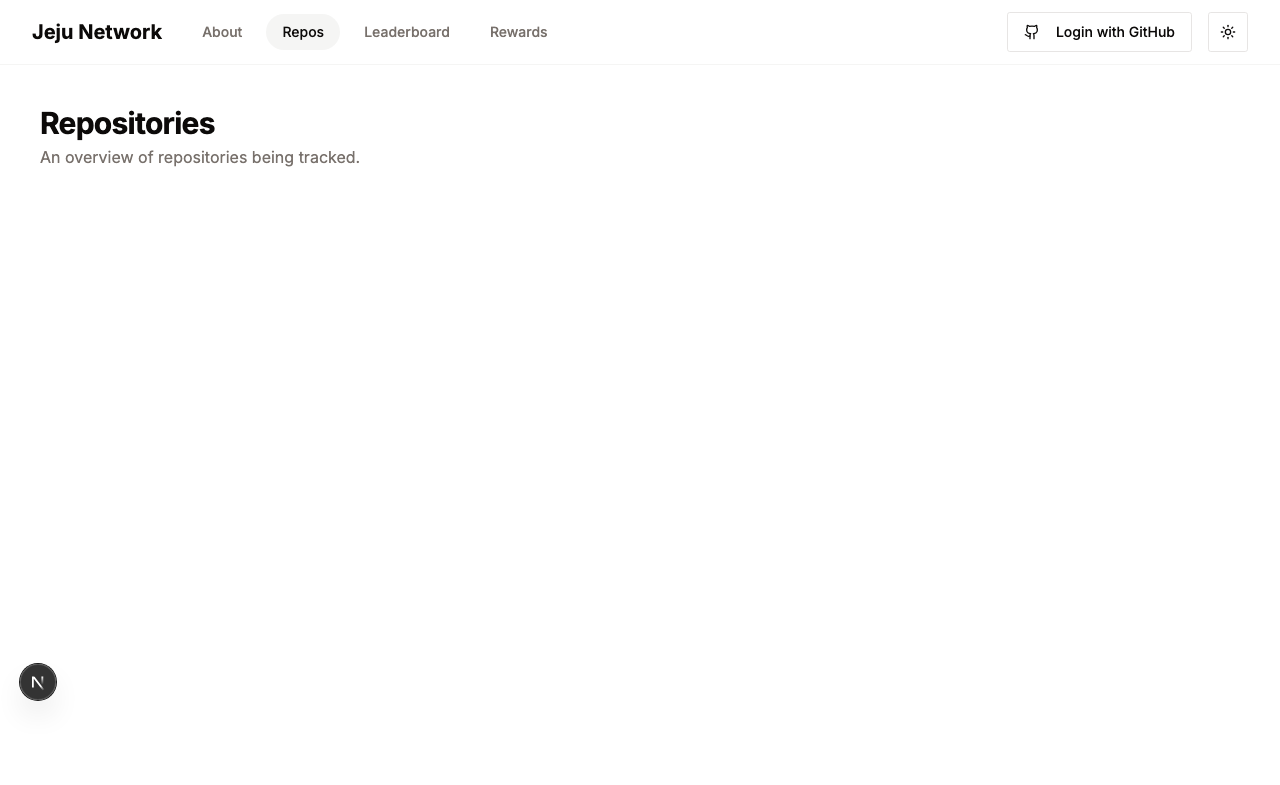 Jeju Network
About
Repos
Leaderboard
Rewards
Login with GitHub
Repositories
An overview of repositories being tracked.
N